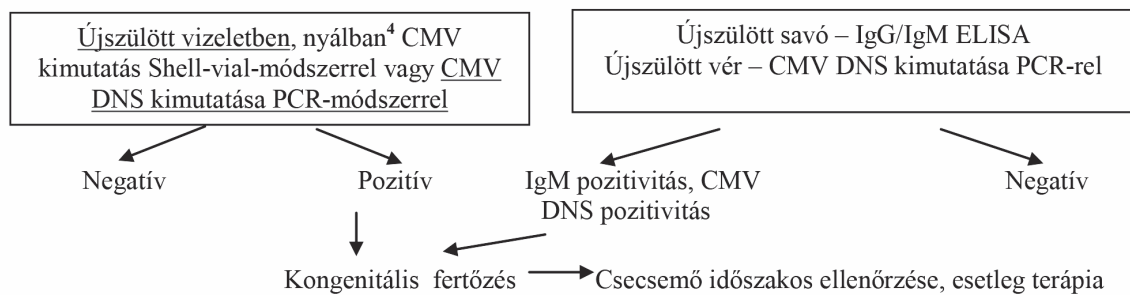 Újszülött vizeletben, nyálban⁴ CMV
kimutatás Shell-vial-módszerrel vagy CMV
DNS kimutatása PCR-módszerrel
Újszülött savó – IgG/IgM ELISA
Újszülött vér – CMV DNS kimutatása PCR-rel
Negatív
Pozitív
IgM pozitivitás, CMV
DNS pozitivitás
Negatív
Kongenitális fertőzés
Csecsemő időszakos ellenőrzése, esetleg terápia